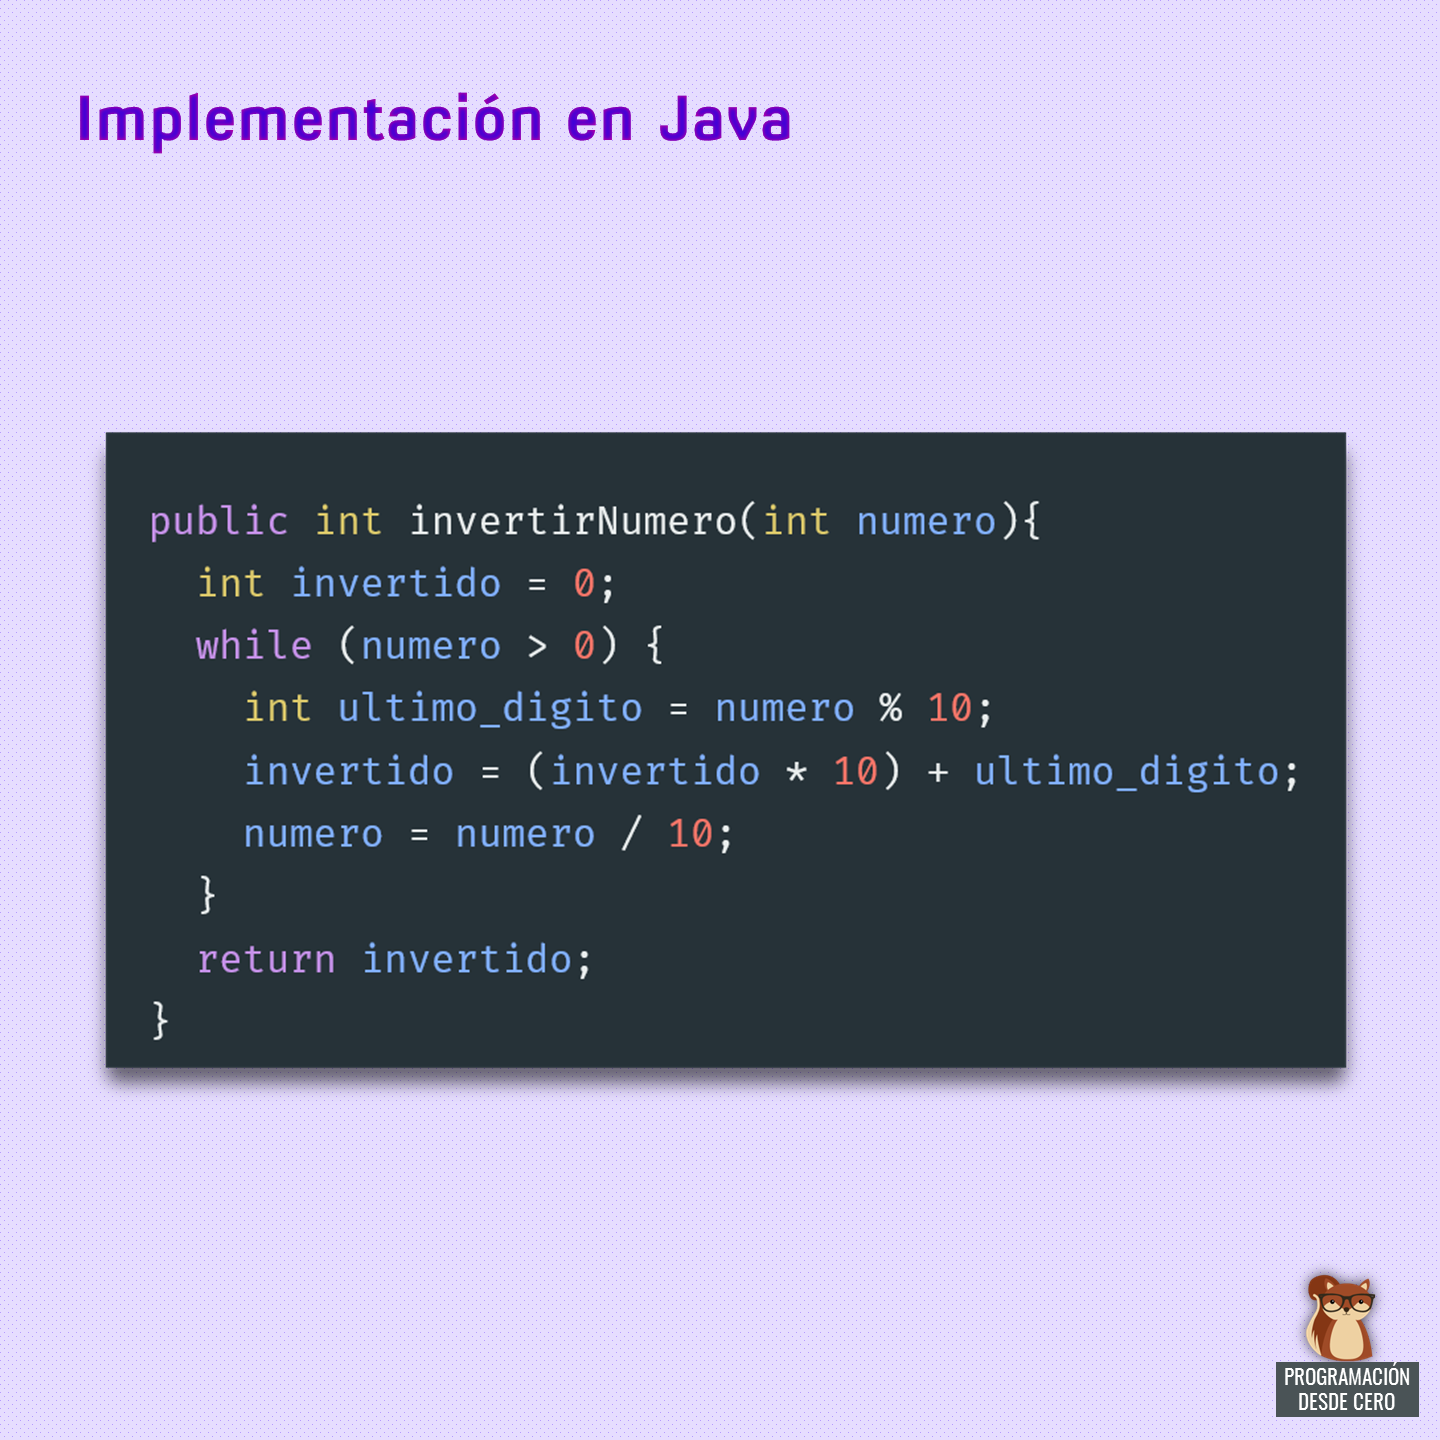 Implementación en Java
public int invertirNumero(int numero){
  int invertido = 0;
  while (numero > 0) {
    int ultimo_digito = numero % 10;
    invertido = (invertido * 10) + ultimo_digito;
    numero = numero / 10;
  }
  return invertido;
}
PROGRAMACIÓN
DESDE CERO